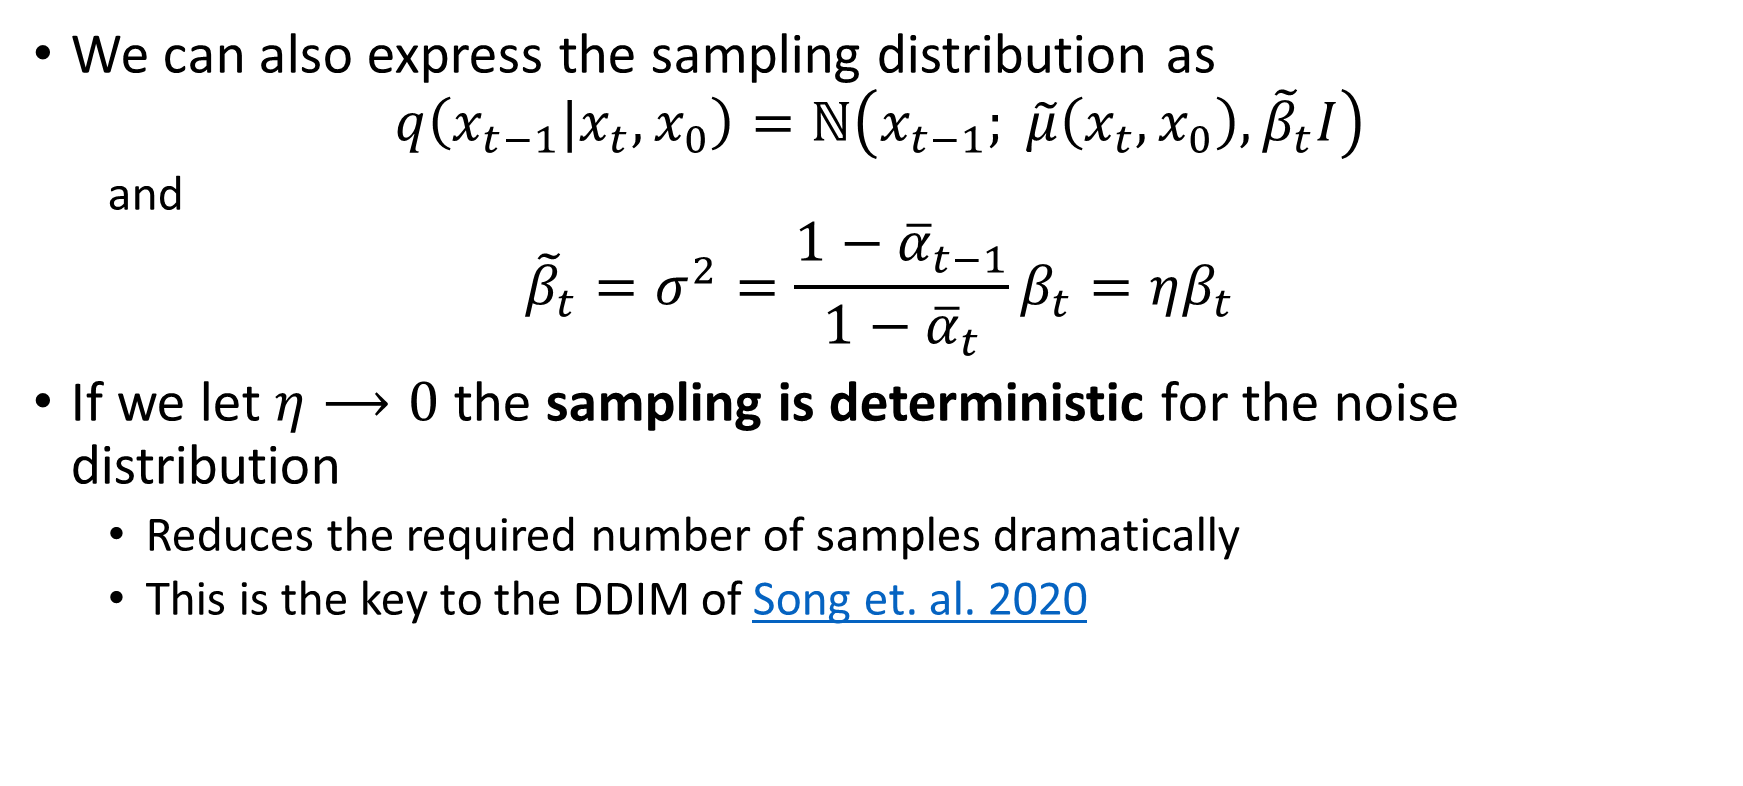 • We can also express the sampling distribution as
q(x_{t−1}|x_t, x_0) = ℕ(x_{t−1}; μ̃(x_t, x_0), β̃_t I)
and
β̃_t = σ² = \frac{1 − ᾱ_{t−1}}{1 − ᾱ_t} β_t = ηβ_t
• If we let η ⟶ 0 the sampling is deterministic for the noise
distribution
• Reduces the required number of samples dramatically
• This is the key to the DDIM of Song et. al. 2020